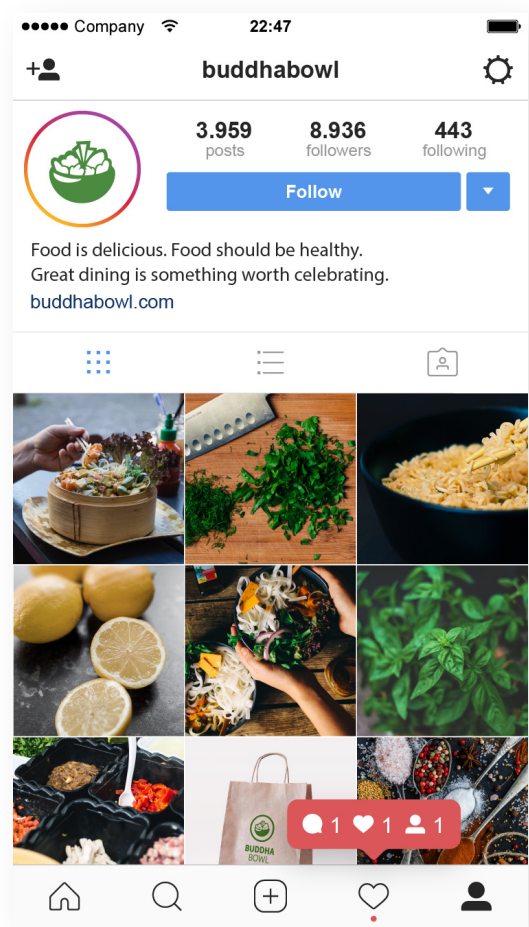 Company 22:47
buddhabowl
3.959 8.936 443
posts followers following
Follow
Food is delicious. Food should be healthy.
Great dining is something worth celebrating.
buddhabowl.com
BUDDHA
BOWL
1 1 1